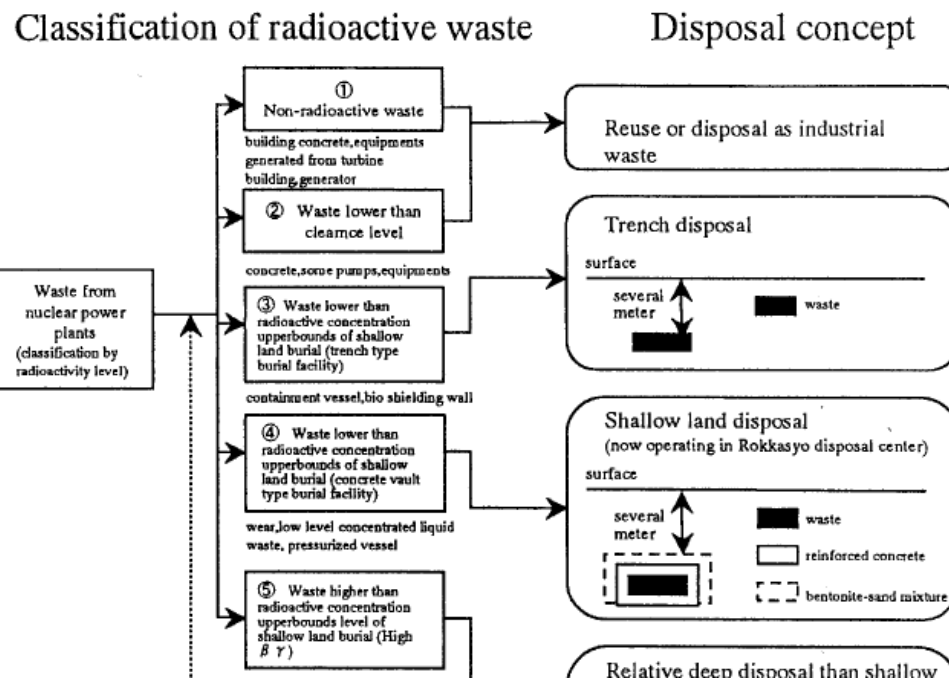 Classification of radioactive waste
Disposal concept
Waste from
nuclear power
plants
(classification by
radioactivity level)
①
Non-radioactive waste
building concrete,equipments
generated from turbine
building,generator
② Waste lower than
clearnce level
concrete,some pumps,equipments
③ Waste lower than
radioactive concentration
upperbounds of shallow
land burial (trench type
burial facility)
containment vessel,bio shielding wall
④ Waste lower than
radioactive concentration
upperbounds of shallow
land burial (concrete vault
type burial facility)
wear,low level concentrated liquid
waste, pressurized vessel
⑤ Waste higher than
radioactive concentration
upperbounds level of
shallow land burial (High
β γ)
Reuse or disposal as industrial
waste
Trench disposal
surface
several
meter
waste
Shallow land disposal
(now operating in Rokkasyo disposal center)
surface
several
meter
waste
reinforced concrete
bentonite-sand mixture
Relative deep disposal than shallow